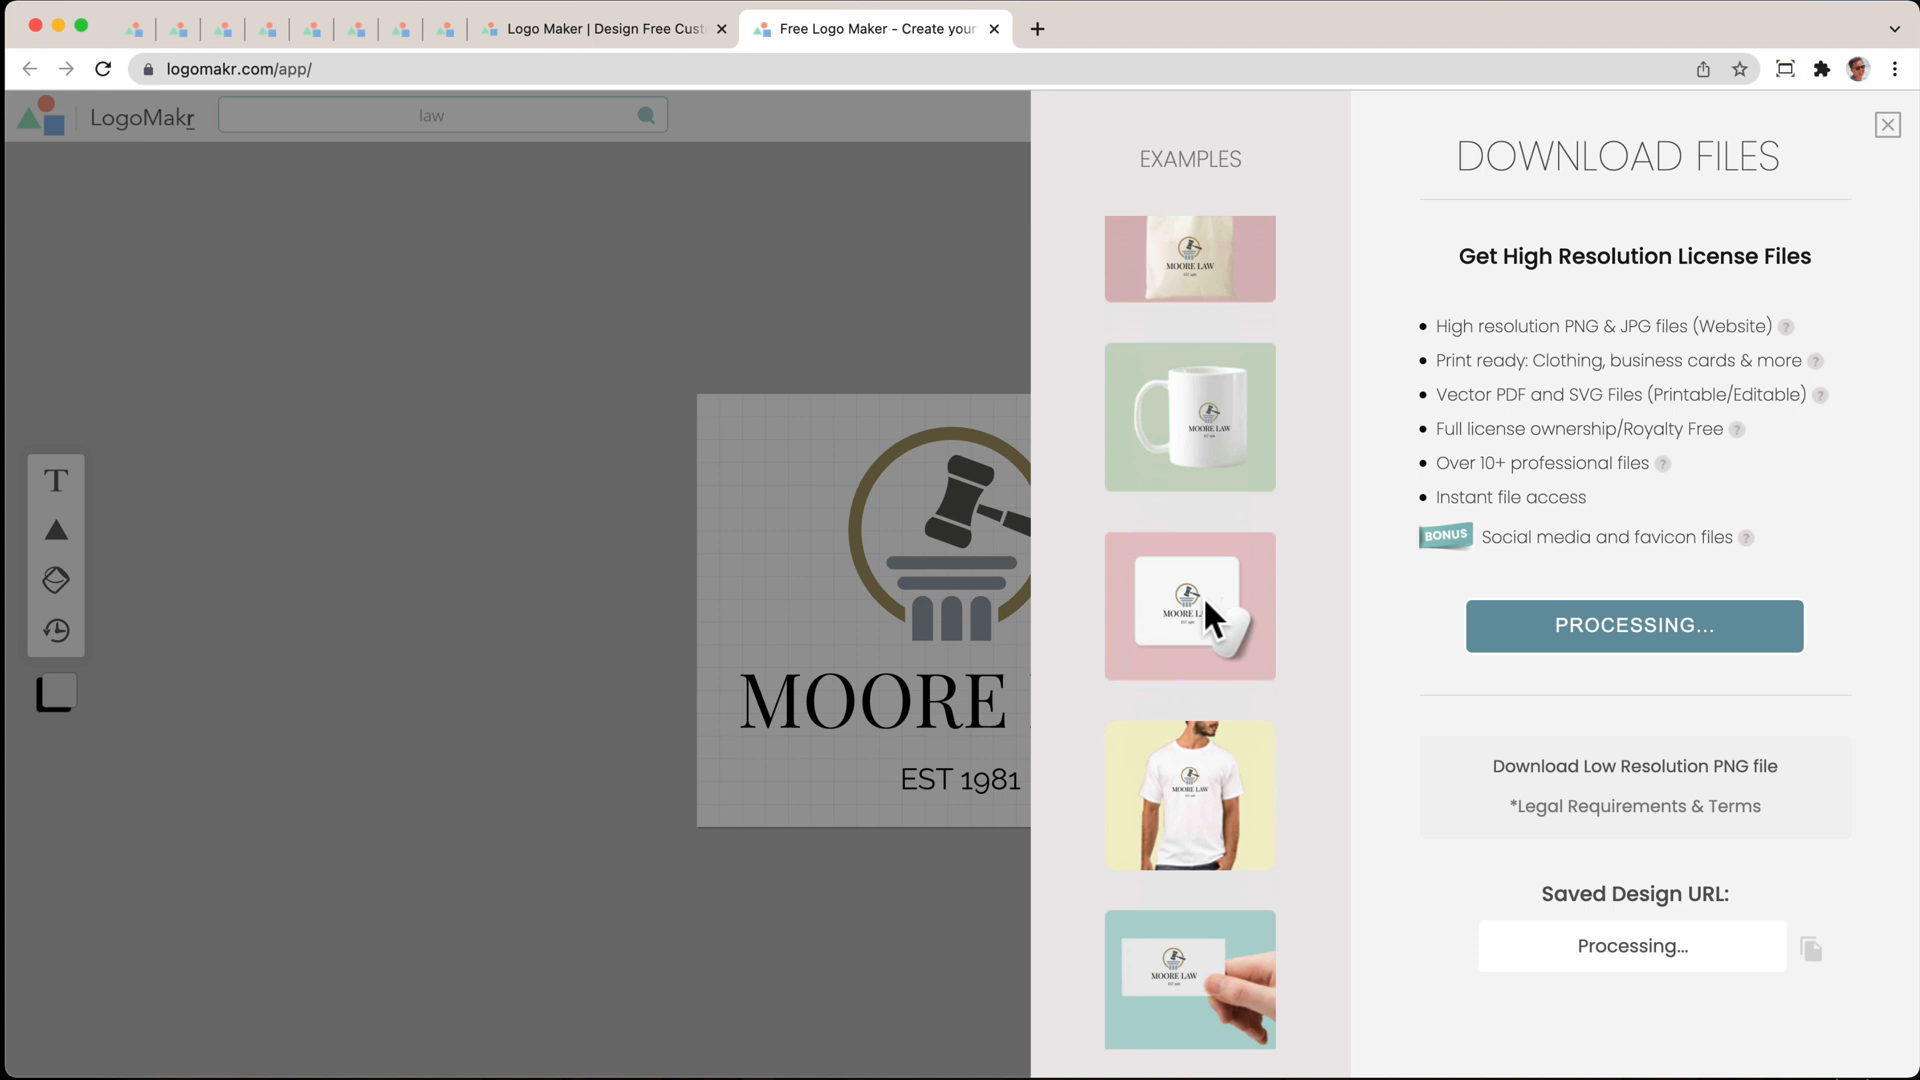 Logo Maker | Design Free Cust
Free Logo Maker - Create your
logomakr.com/app/
LogoMakr
law
MOORE
EST 1981
EXAMPLES
MOORE LAW
MOORE LAW
MOORE L
MOORE LAW
MOORE LAW
DOWNLOAD FILES
Get High Resolution License Files
High resolution PNG & JPG files (Website) ?
Print ready: Clothing, business cards & more ?
Vector PDF and SVG Files (Printable/Editable) ?
Full license ownership/Royalty Free ?
Over 10+ professional files ?
Instant file access
BONUS Social media and favicon files ?
PROCESSING...
Download Low Resolution PNG file
*Legal Requirements & Terms
Saved Design URL:
Processing...